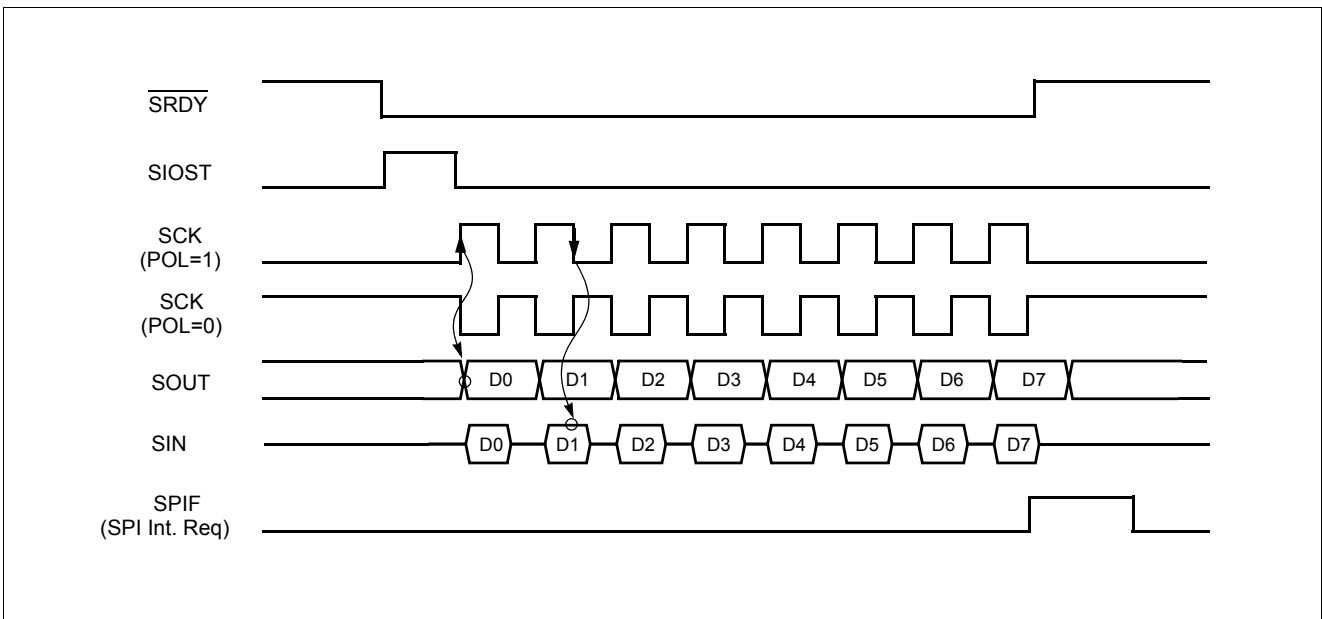 SRDY
SIOST
SCK
(POL=1)
SCK
(POL=0)
SOUT D0 D1 D2 D3 D4 D5 D6 D7
SIN D0 D1 D2 D3 D4 D5 D6 D7
SPIF
(SPI Int. Req)